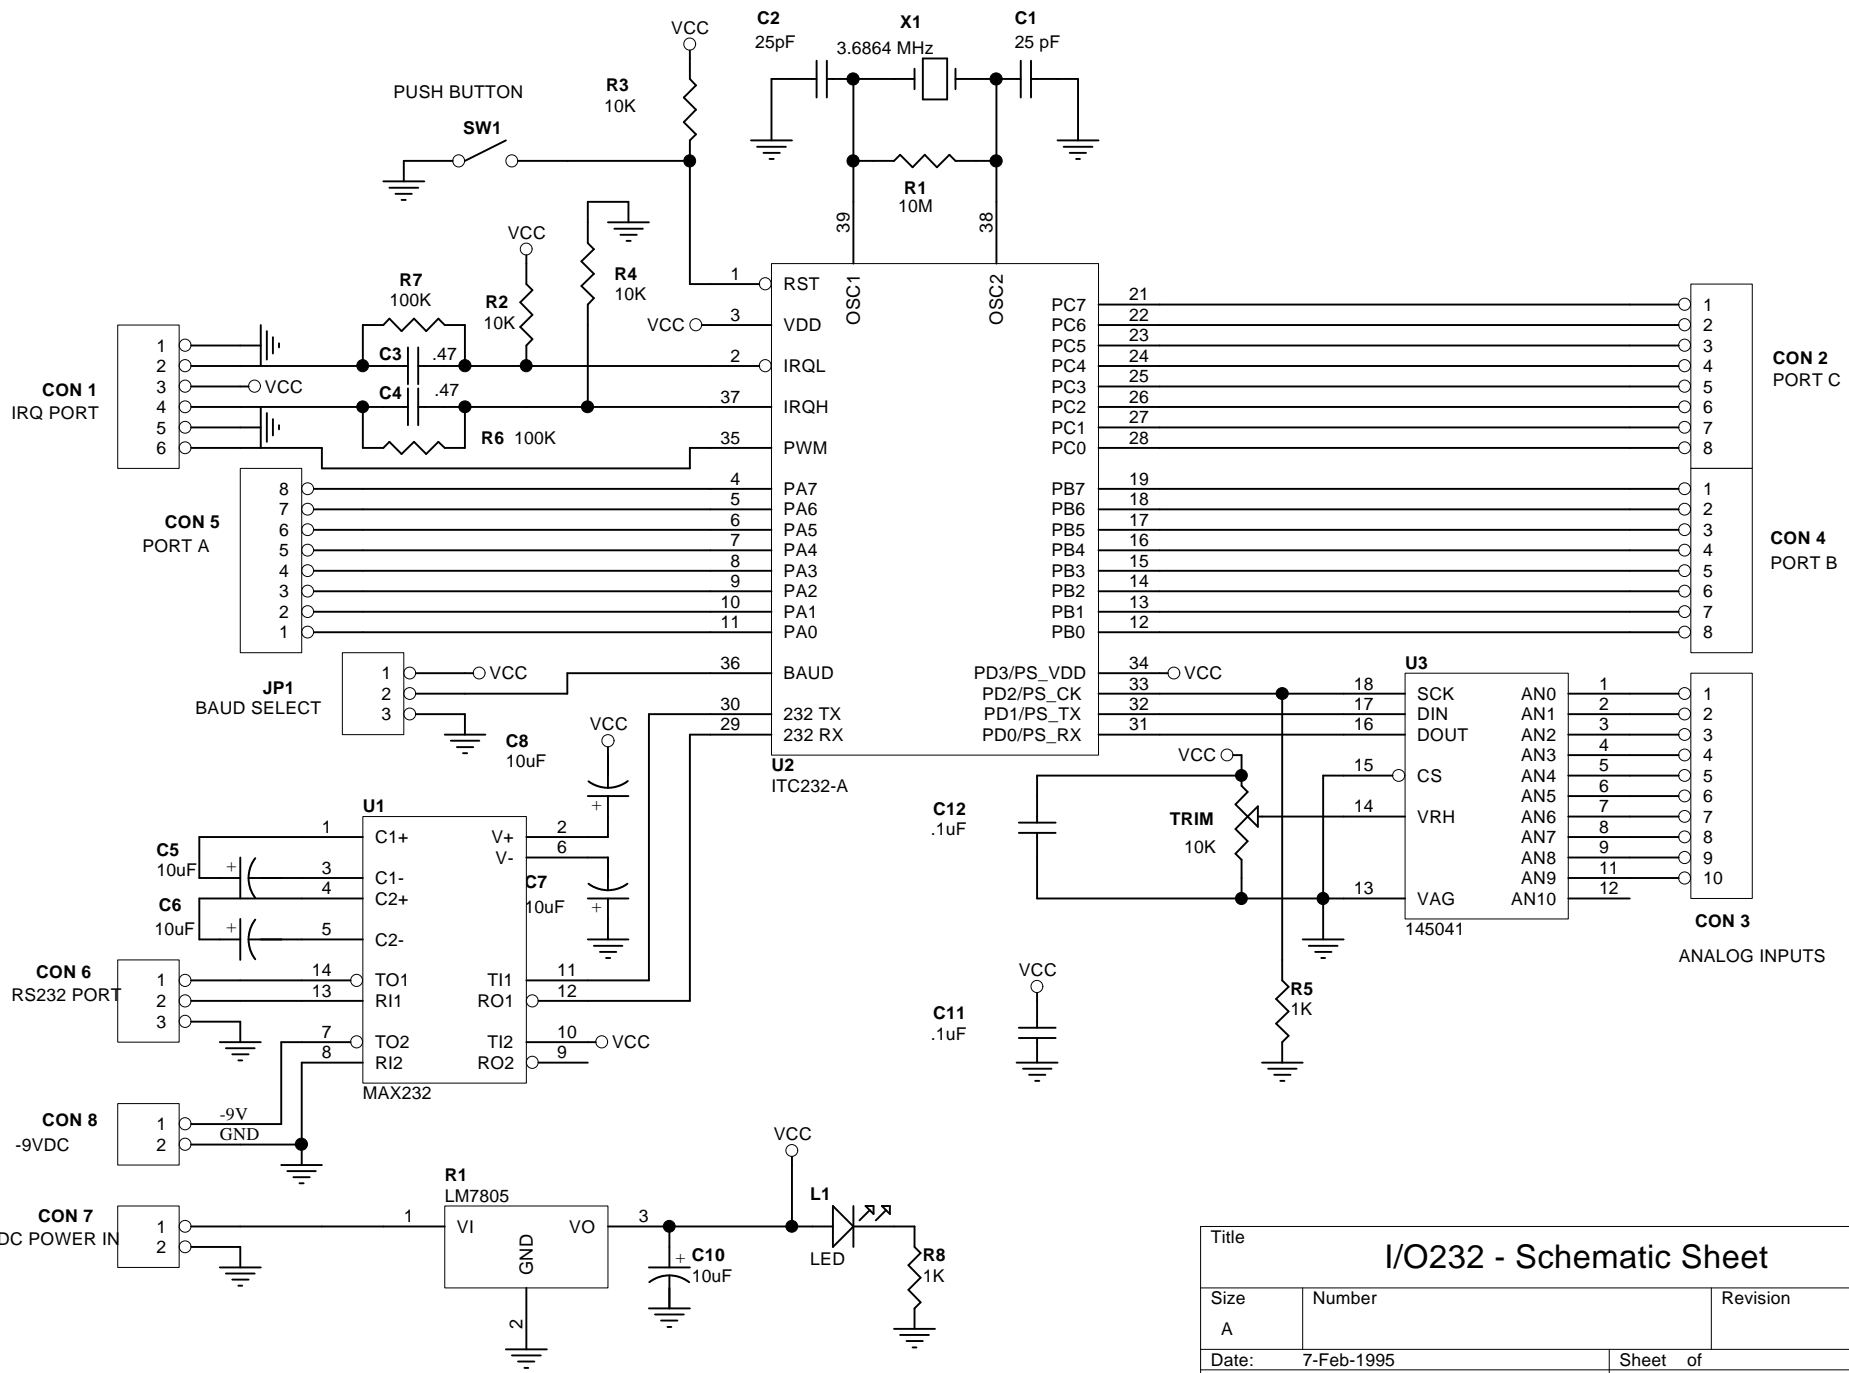 VCC
C2
25pF
X1
3.6864 MHz
C1
25 pF
R3
10K
PUSH BUTTON
SW1
R1
10M
39
38
VCC
R4
10K
R7
100K
R2
10K
1
RST
OSC1
OSC2
VCC
3
VDD
C3
.47
2
IRQL
C4
.47
37
IRQH
R6 100K
35
PWM
CON 1
IRQ PORT
1
2
3
VCC
4
5
6
PC7
21
1
PC6
22
2
PC5
23
3
PC4
24
4
PC3
25
5
PC2
26
6
PC1
27
7
PC0
28
8
CON 2
PORT C
CON 5
PORT A
8
4
PA7
7
5
PA6
6
6
PA5
5
7
PA4
4
8
PA3
3
9
PA2
2
10
PA1
1
11
PA0
PB7
19
1
PB6
18
2
PB5
17
3
PB4
16
4
PB3
15
5
PB2
14
6
PB1
13
7
PB0
12
8
CON 4
PORT B
JP1
BAUD SELECT
1
VCC
2
3
36
BAUD
30
232 TX
29
232 RX
U2
ITC232-A
PD3/PS_VDD
34
VCC
PD2/PS_CK
33
PD1/PS_TX
32
PD0/PS_RX
31
U3
18
SCK
17
DIN
16
DOUT
15
CS
14
VRH
13
VAG
145041
AN0
1
1
AN1
2
2
AN2
3
3
AN3
4
4
AN4
5
5
AN5
6
6
AN6
7
7
AN7
8
8
AN8
9
9
AN9
11
10
AN10
12
CON 3
ANALOG INPUTS
VCC
TRIM
10K
C12
.1uF
VCC
C11
.1uF
R5
1K
C8
10uF
VCC
+
U1
1
C1+
C5
10uF
+
3
C1-
4
C2+
C6
10uF
+
5
C2-
V+
2
V-
6
C7
10uF
+
CON 6
RS232 PORT
1
14
TO1
2
13
RI1
3
7
TO2
8
RI2
TI1
11
RO1
12
TI2
10
VCC
RO2
9
MAX232
CON 8
-9VDC
1
-9V
2
GND
CON 7
DC POWER IN
1
2
R1
LM7805
1
VI
VO
3
GND
2
+
C10
10uF
VCC
L1
LED
R8
1K
Title
I/O232 - Schematic Sheet
Size
Number
Revision
A
Date:
7-Feb-1995
Sheet of